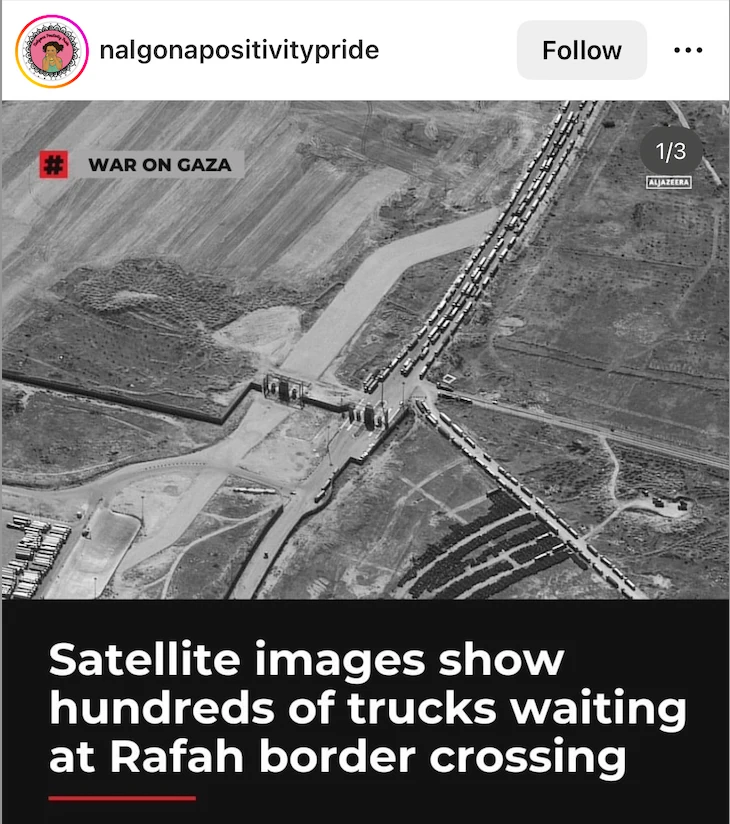 nalgonapositivitypride
Follow
1/3
# WAR ON GAZA
ALJAZEERA
Satellite images show
hundreds of trucks waiting
at Rafah border crossing